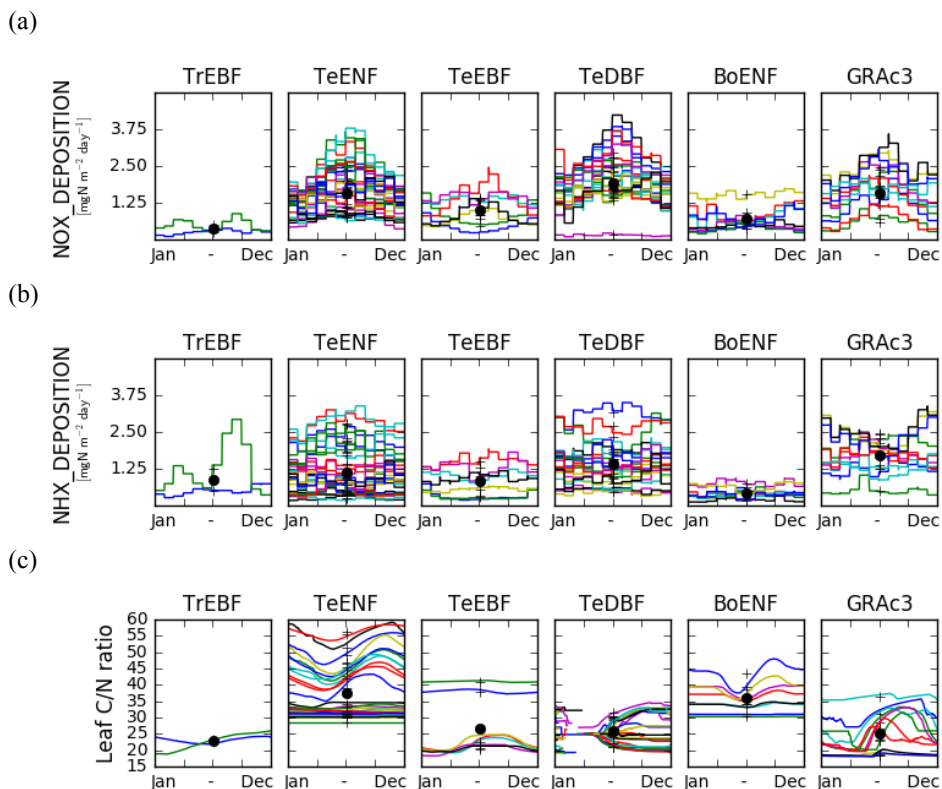 (a)
TrEBF TeENF TeEBF TeDBF BoENF GRAc3
NOX_DEPOSITION
[mgN m⁻² day⁻¹]
3.75
2.50
1.25
Jan - Dec Jan - Dec Jan - Dec Jan - Dec Jan - Dec Jan - Dec
(b)
TrEBF TeENF TeEBF TeDBF BoENF GRAc3
NHX_DEPOSITION
[mgN m⁻² day⁻¹]
3.75
2.50
1.25
Jan - Dec Jan - Dec Jan - Dec Jan - Dec Jan - Dec Jan - Dec
(c)
TrEBF TeENF TeEBF TeDBF BoENF GRAc3
Leaf C/N ratio
60
55
50
45
40
35
30
25
20
15
Jan - Dec Jan - Dec Jan - Dec Jan - Dec Jan - Dec Jan - Dec